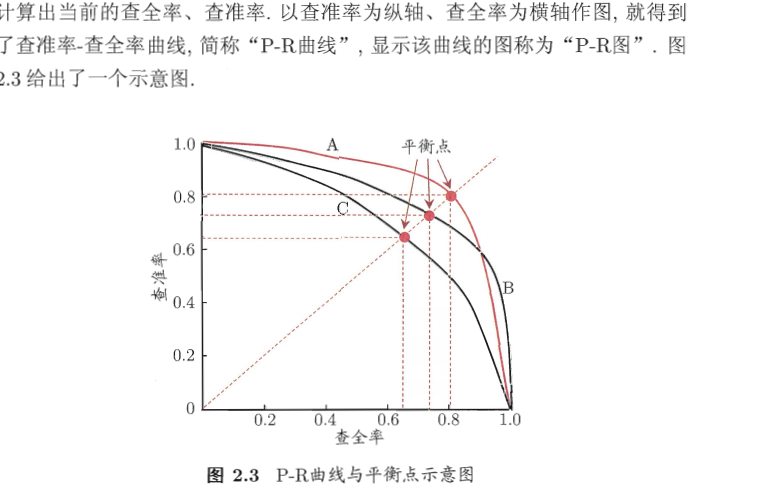 计算出当前的查全率、查准率. 以查准率为纵轴、查全率为横轴作图, 就得到
了查准率-查全率曲线, 简称“P-R曲线”, 显示该曲线的图称为“P-R图”. 图
2.3 给出了一个示意图.
1.0
A
平衡点
0.8
C
0.6
查准率
B
0.4
0.2
0
0.2
0.4
0.6
0.8
1.0
查全率
图 2.3 P-R曲线与平衡点示意图